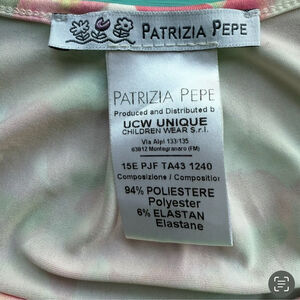 PATRIZIA PEPE
PATRIZIA PEPE
Produced and Distributed b
UCW UNIQUE
CHILDREN WEAR S.r.l.
Via Alpi 133/135
63812 Montegranaro (FM)
15E PJF TA43 1240
Composizione / Composition
94% POLIESTERE
Polyester
6% ELASTAN
Elastane